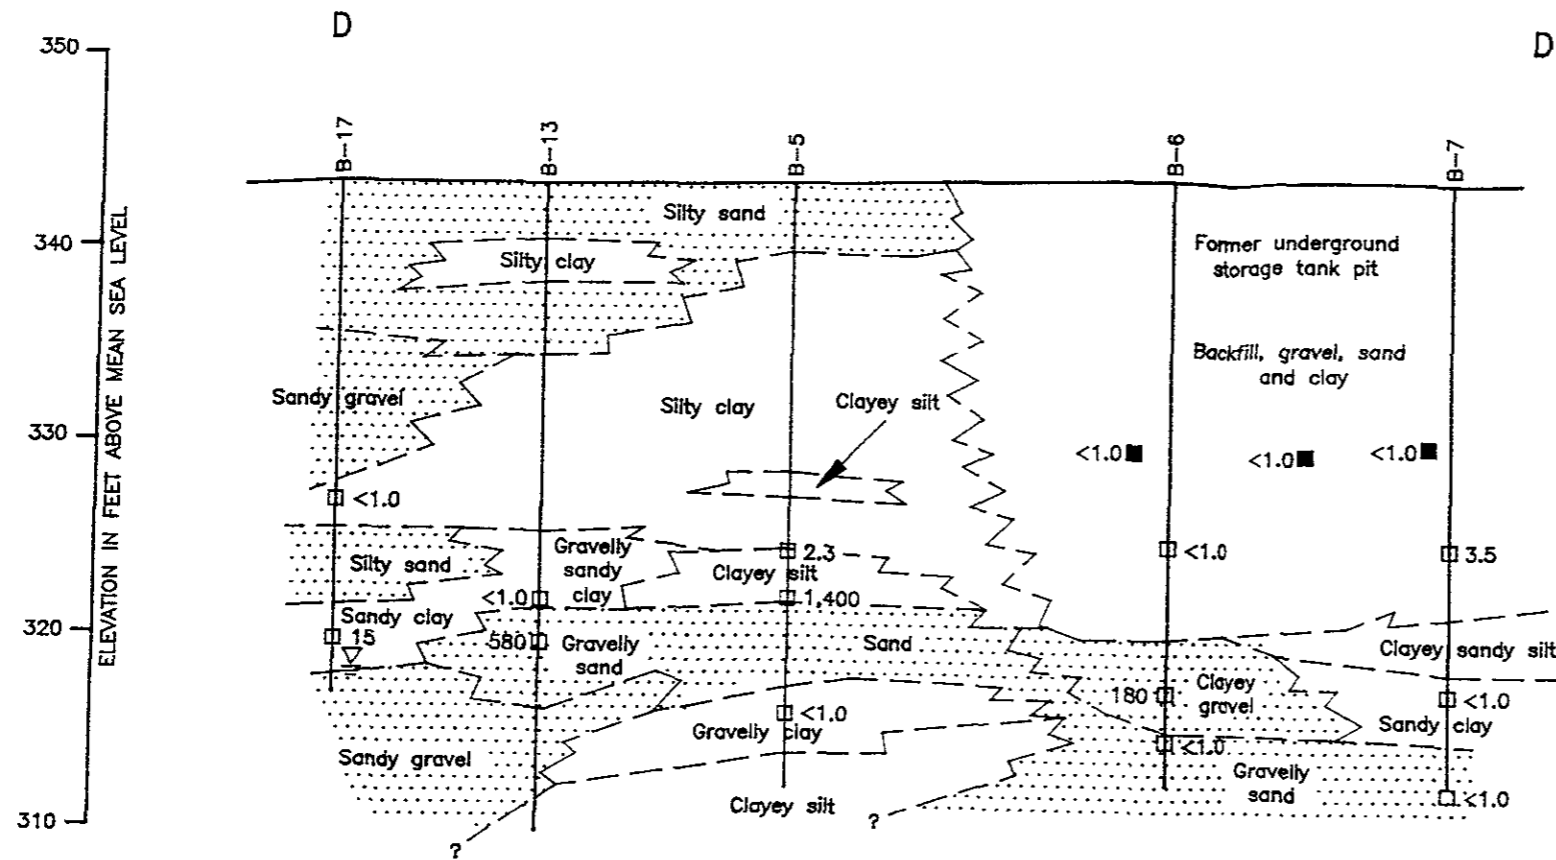 D
D
350
340
330
320
310
ELEVATION IN FEET ABOVE MEAN SEA LEVEL
B-17
B-13
B-5
B-6
B-7
Silty sand
Silty clay
Former underground
storage tank pit
Backfill, gravel, sand
and clay
Sandy gravel
Silty clay
Clayey silt
<1.0
<1.0
<1.0
<1.0
Silty sand
Gravelly
sandy
clay
2.3
Clayey silt
<1.0
3.5
<1.0
1,400
Sandy clay
15
580
Gravelly
sand
Sand
Clayey sandy silt
180
Clayey
gravel
<1.0
<1.0
Gravelly clay
Sandy clay
<1.0
Sandy gravel
Gravelly
sand
Clayey silt
<1.0
?
?